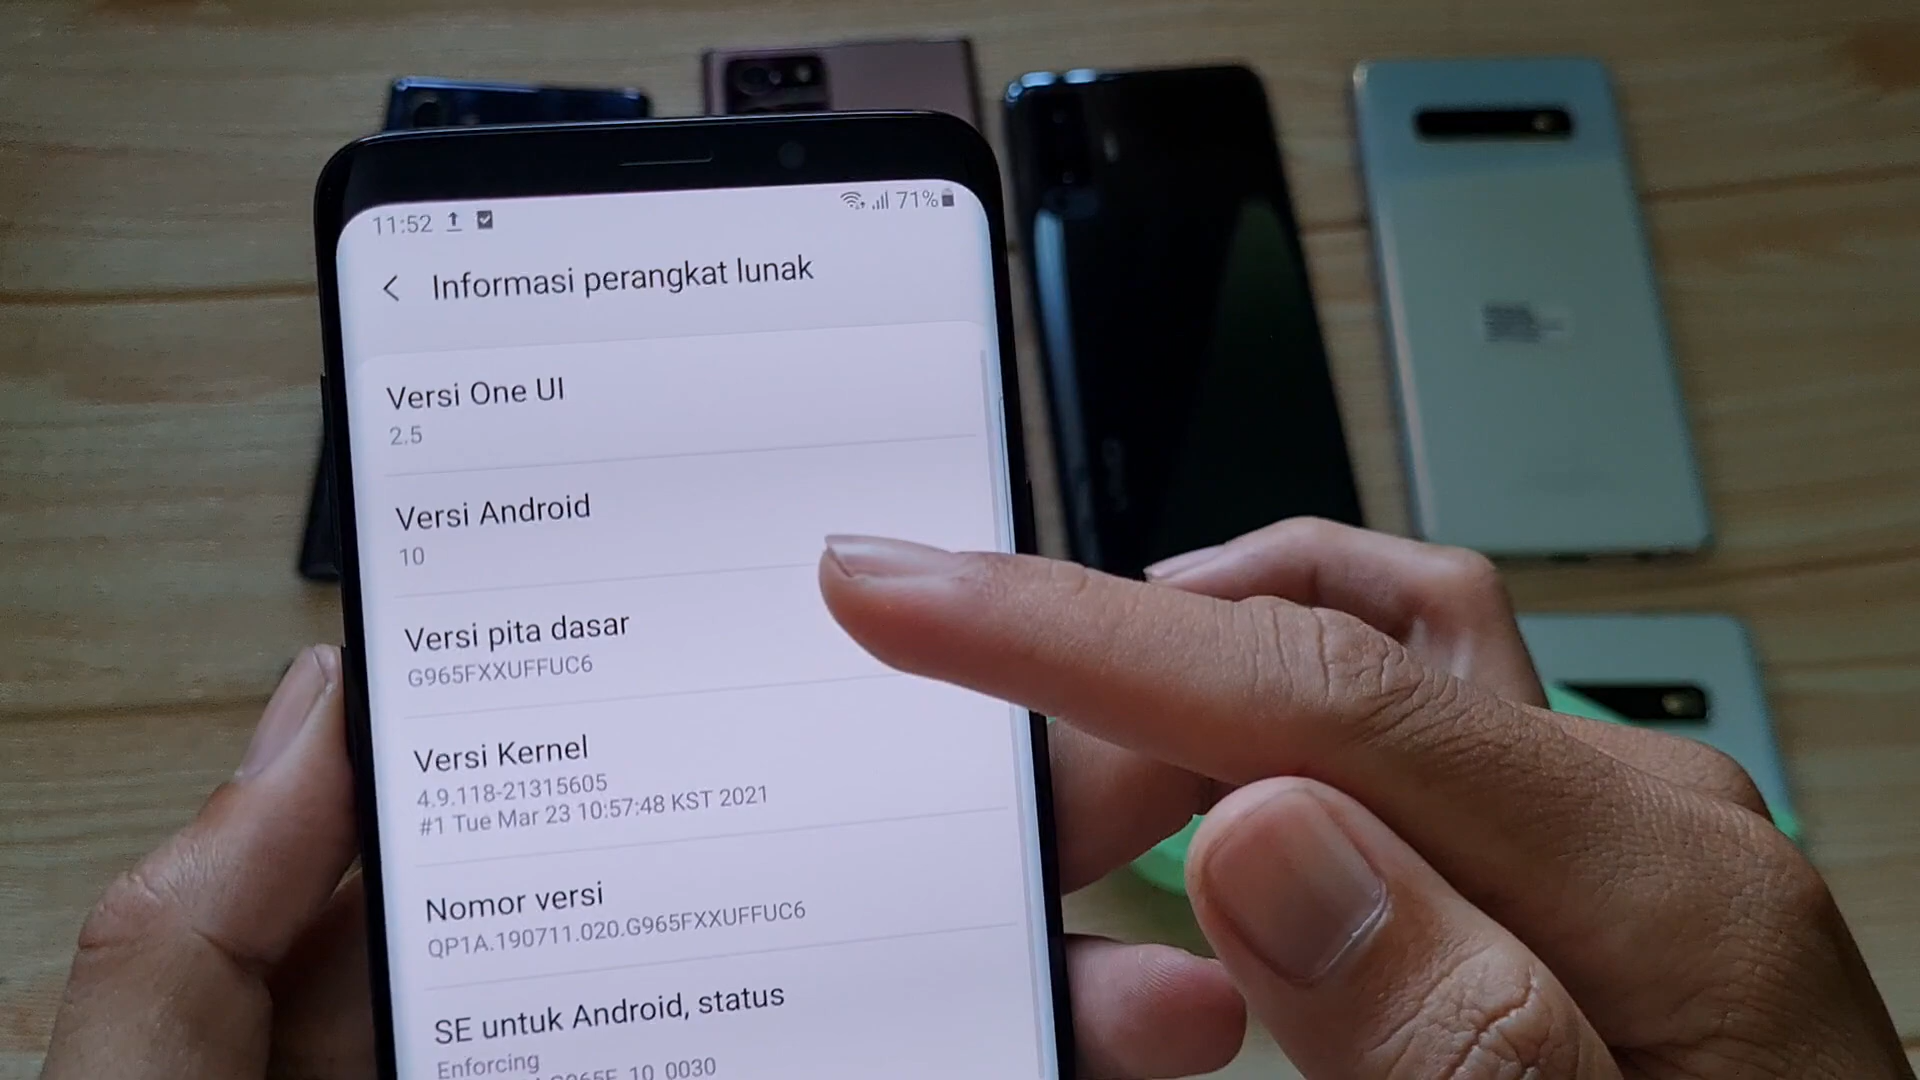 11:52
71%
Informasi perangkat lunak
Versi One UI
2.5
Versi Android
10
Versi pita dasar
G965FXXUFFUC6
Versi Kernel
4.9.118-21315605
#1 Tue Mar 23 10:57:48 KST 2021
Nomor versi
QP1A.190711.020.G965FXXUFFUC6
SE untuk Android, status
Enforcing
G965F_10_0030